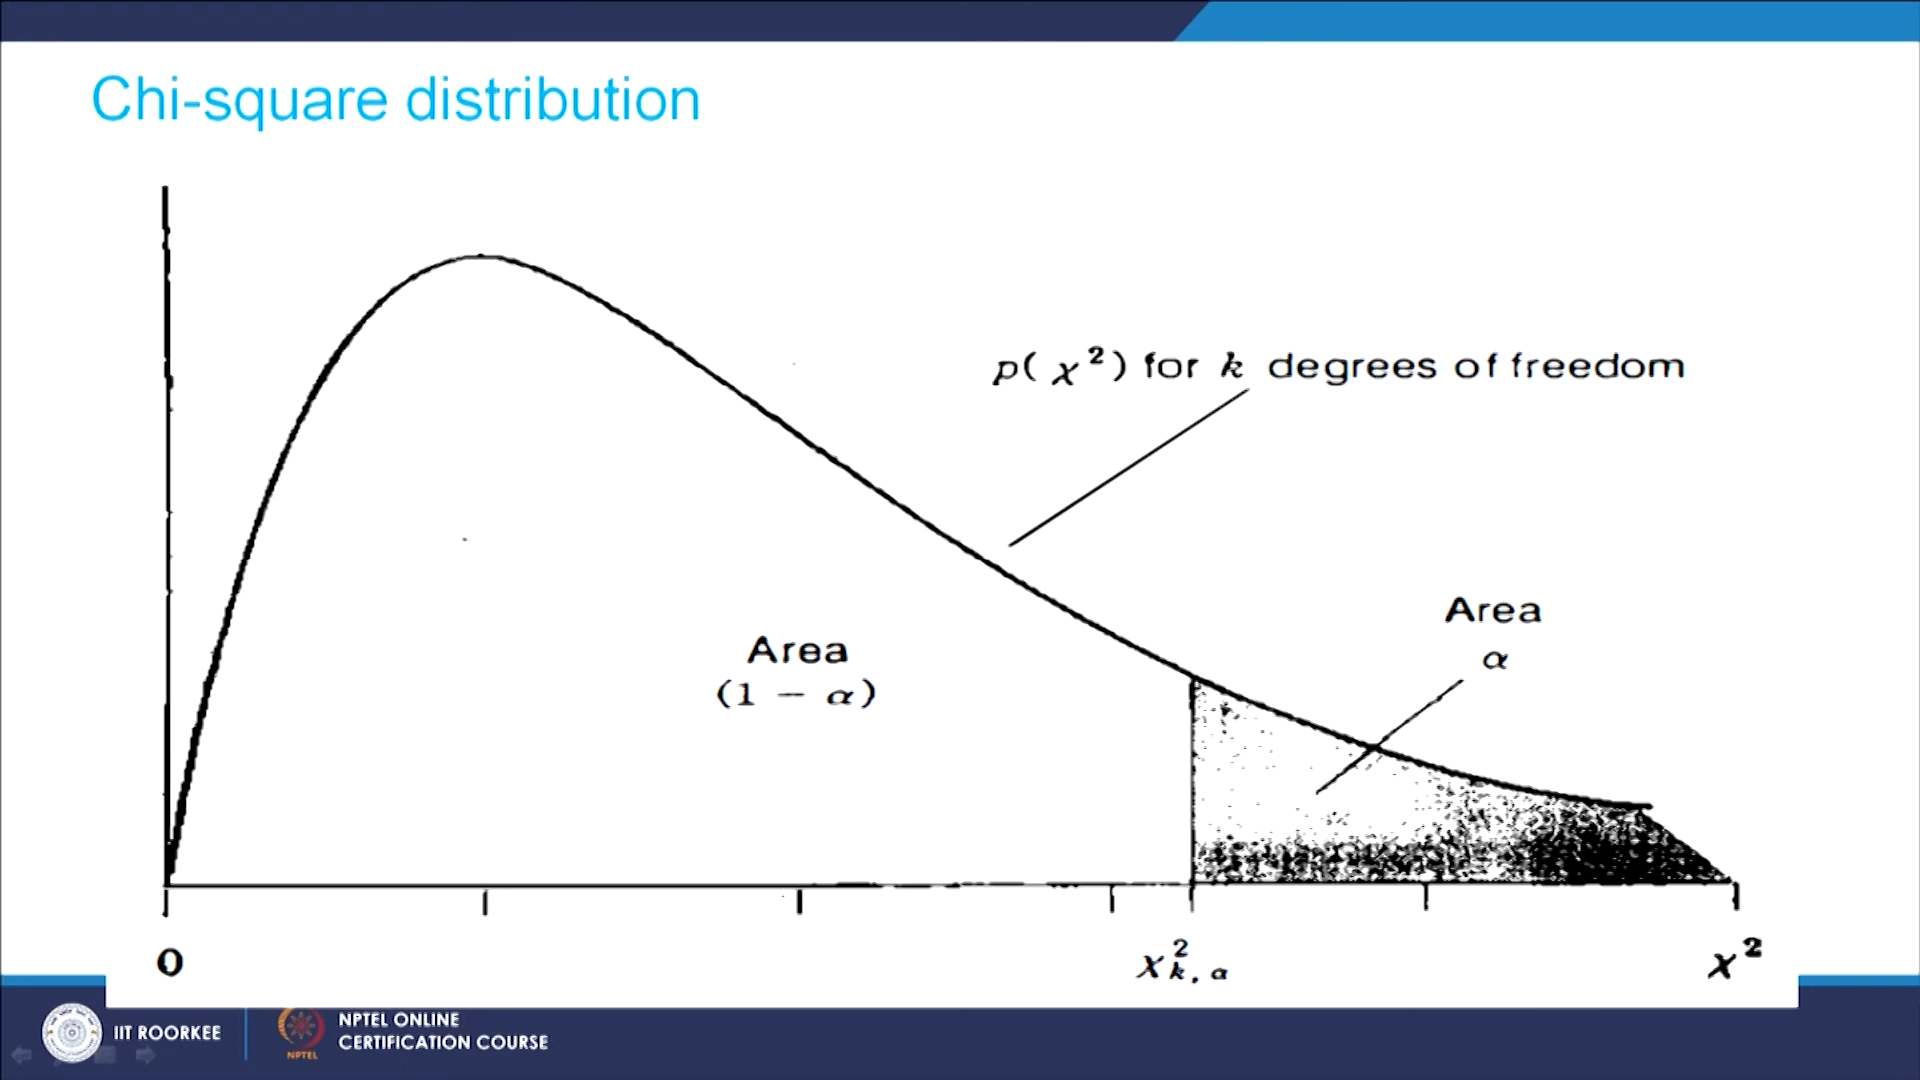 Chi-square distribution
p( χ²) for k degrees of freedom
Area
α
Area
(1 − α)
0
χ²k, α
χ²
IIT ROORKEE
NPTEL
NPTEL ONLINE
CERTIFICATION COURSE